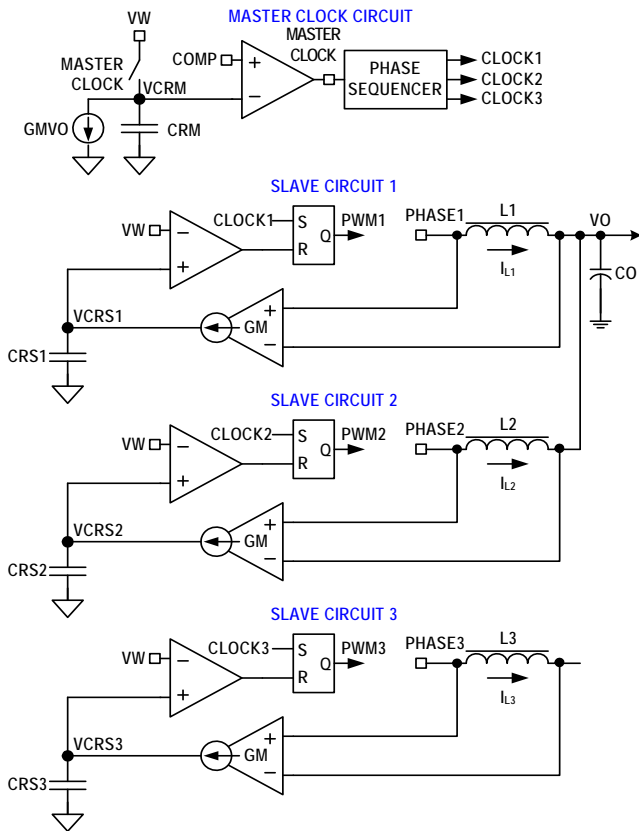 MASTER CLOCK CIRCUIT
VW
MASTER
CLOCK
COMP
+
−
MASTER
CLOCK
PHASE
SEQUENCER
CLOCK1
CLOCK2
CLOCK3
VCRM
GMVO
CRM
SLAVE CIRCUIT 1
VW
−
+
CLOCK1
S
R
Q
PWM1
PHASE1
L1
IL1
VO
CO
VCRS1
GM
+
−
CRS1
SLAVE CIRCUIT 2
VW
−
+
CLOCK2
S
R
Q
PWM2
PHASE2
L2
IL2
VCRS2
GM
+
−
CRS2
SLAVE CIRCUIT 3
VW
−
+
CLOCK3
S
R
Q
PWM3
PHASE3
L3
IL3
VCRS3
GM
+
−
CRS3